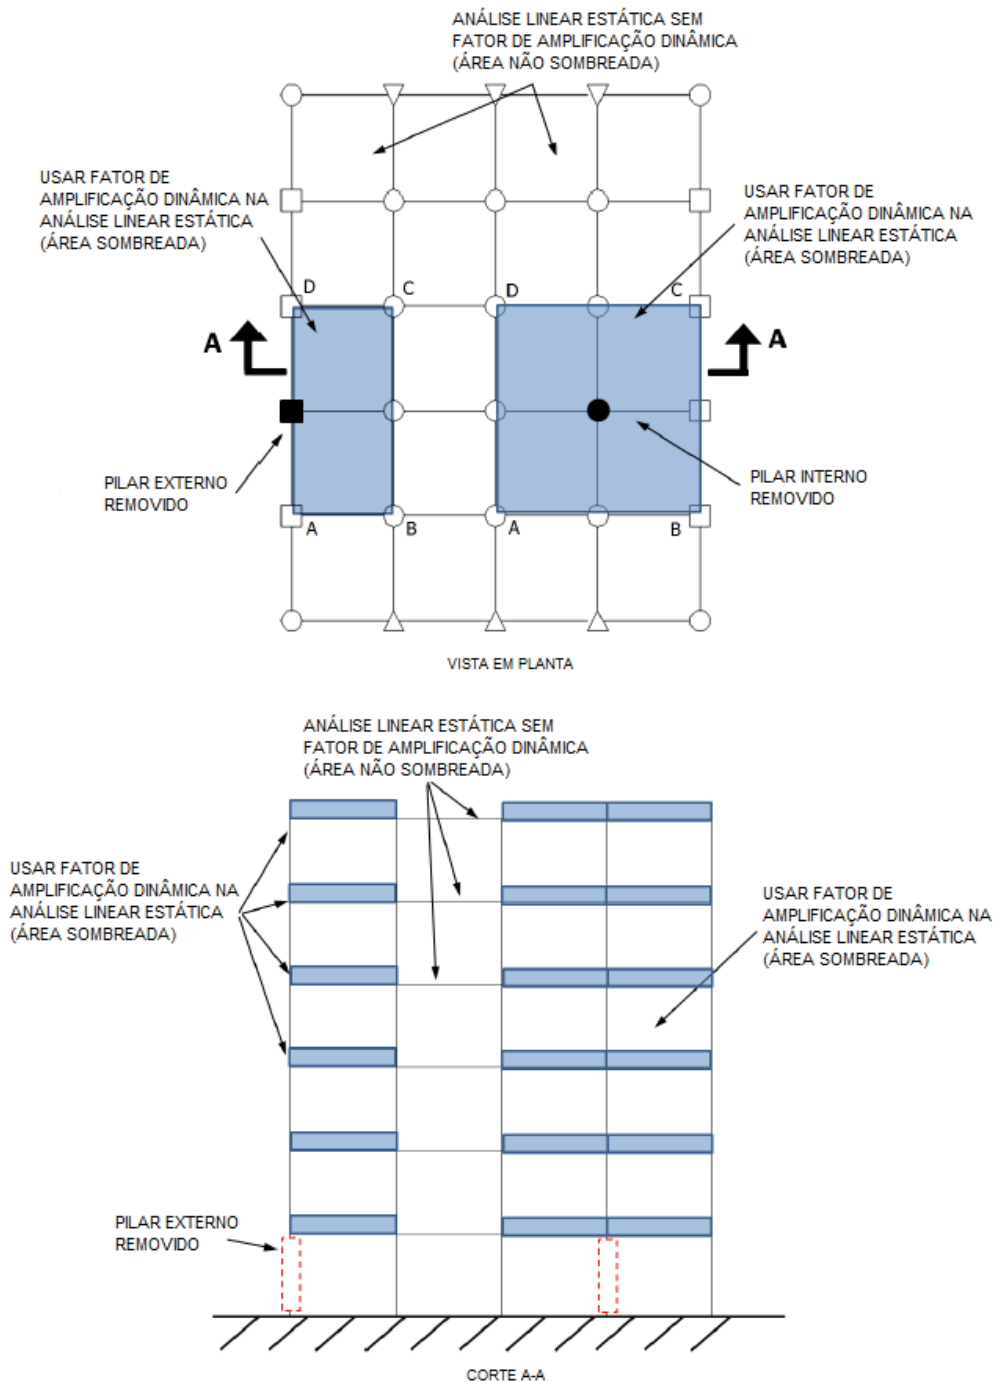 ANÁLISE LINEAR ESTÁTICA SEM
FATOR DE AMPLIFICAÇÃO DINÂMICA
(ÁREA NÃO SOMBREADA)
USAR FATOR DE
AMPLIFICAÇÃO DINÂMICA NA
ANÁLISE LINEAR ESTÁTICA
(ÁREA SOMBREADA)
USAR FATOR DE
AMPLIFICAÇÃO DINÂMICA NA
ANÁLISE LINEAR ESTÁTICA
(ÁREA SOMBREADA)
D
C
D
C
A
A
PILAR EXTERNO
REMOVIDO
PILAR INTERNO
REMOVIDO
A
B
A
B
VISTA EM PLANTA
ANÁLISE LINEAR ESTÁTICA SEM
FATOR DE AMPLIFICAÇÃO DINÂMICA
(ÁREA NÃO SOMBREADA)
USAR FATOR DE
AMPLIFICAÇÃO DINÂMICA NA
ANÁLISE LINEAR ESTÁTICA
(ÁREA SOMBREADA)
USAR FATOR DE
AMPLIFICAÇÃO DINÂMICA NA
ANÁLISE LINEAR ESTÁTICA
(ÁREA SOMBREADA)
PILAR EXTERNO
REMOVIDO
CORTE A-A